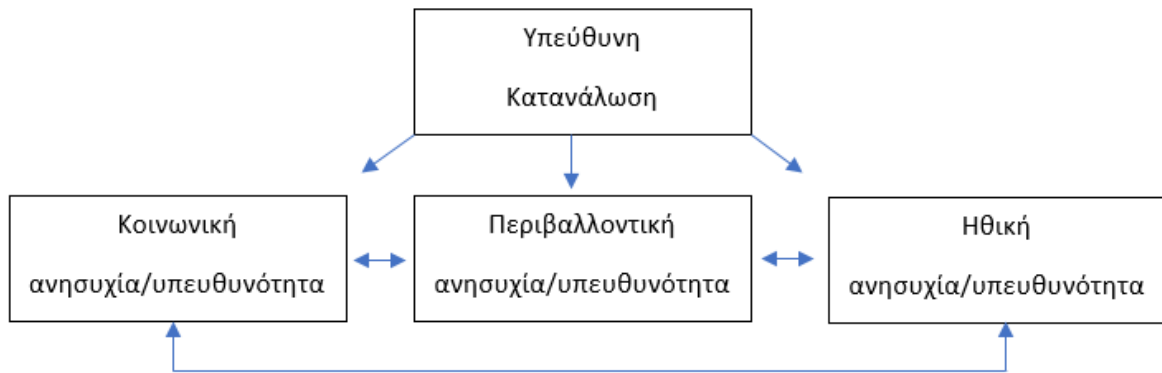 Υπεύθυνη
Κατανάλωση
Κοινωνική
ανησυχία/υπευθυνότητα
Περιβαλλοντική
ανησυχία/υπευθυνότητα
Ηθική
ανησυχία/υπευθυνότητα